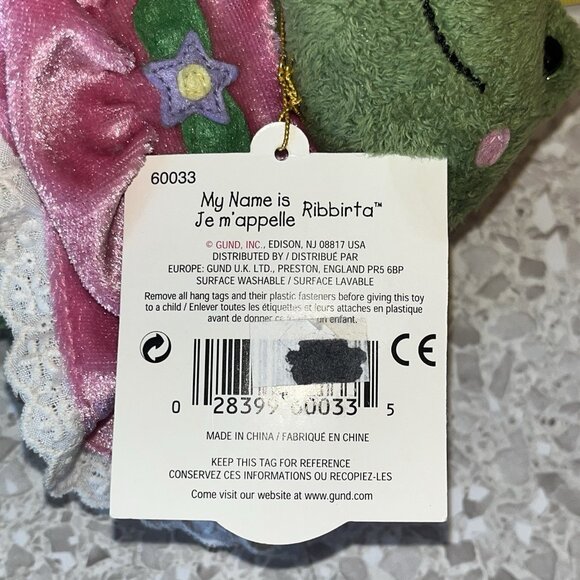 60033
My Name is
Je m'appelle Ribbirta™
© GUND, INC., EDISON, NJ 08817 USA
DISTRIBUTED BY / DISTRIBUÉ PAR
EUROPE: GUND U.K. LTD., PRESTON, ENGLAND PR5 6BP
SURFACE WASHABLE / SURFACE LAVABLE
Remove all hang tags and their plastic fasteners before giving this toy
to a child / Enlever toutes les étiquettes et leurs attaches en plastique
avant de donner ce jouet à un enfant.
CE
0 28399 60033 5
MADE IN CHINA / FABRIQUÉ EN CHINE
KEEP THIS TAG FOR REFERENCE
CONSERVEZ CES INFORMATIONS OU RECOPIEZ-LES
Come visit our website at www.gund.com